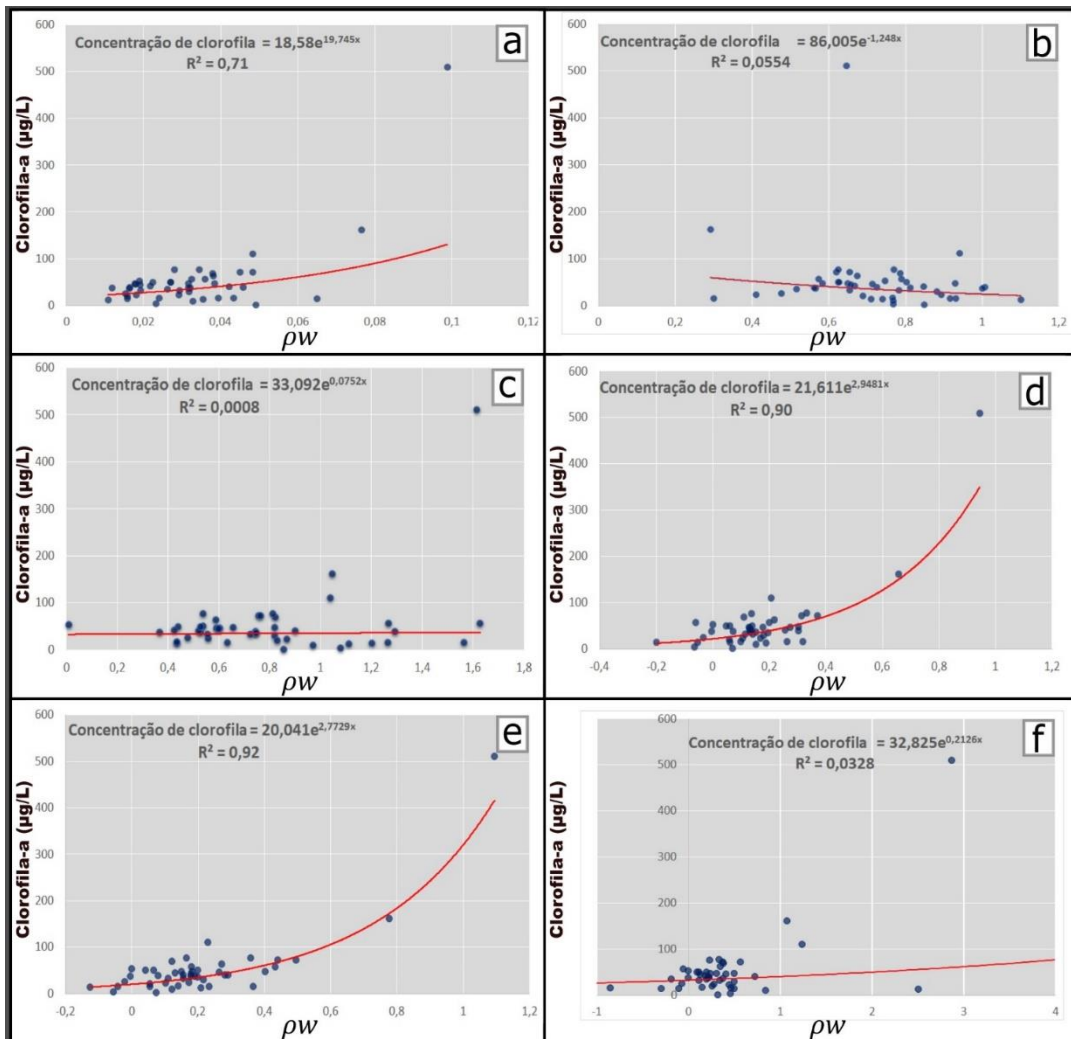 a
Concentração de clorofila = 18,58e^19,745x
R² = 0,71
Clorofila-a (µg/L)
600
500
400
300
200
100
0
0 0,02 0,04 0,06 0,08 0,1 0,12
ρw
b
Concentração de clorofila = 86,005e^-1,248x
R² = 0,0554
600
500
400
300
200
100
0
0 0,2 0,4 0,6 0,8 1 1,2
ρw
c
Concentração de clorofila = 33,092e^0,0752x
R² = 0,0008
Clorofila-a (µg/L)
600
500
400
300
200
100
0
0 0,2 0,4 0,6 0,8 1 1,2 1,4 1,6 1,8
ρw
d
Concentração de clorofila = 21,611e^2,9481x
R² = 0,90
Clorofila-a (µg/L)
600
500
400
300
200
100
0
-0,4 -0,2 0 0,2 0,4 0,6 0,8 1 1,2
ρw
e
Concentração de clorofila = 20,041e^2,7729x
R² = 0,92
Clorofila-a (µg/L)
600
500
400
300
200
100
0
-0,2 0 0,2 0,4 0,6 0,8 1 1,2
ρw
f
Concentração de clorofila = 32,825e^0,2126x
R² = 0,0328
Clorofila-a (µg/L)
600
500
400
300
200
100
0
-1 0 1 2 3 4
ρw